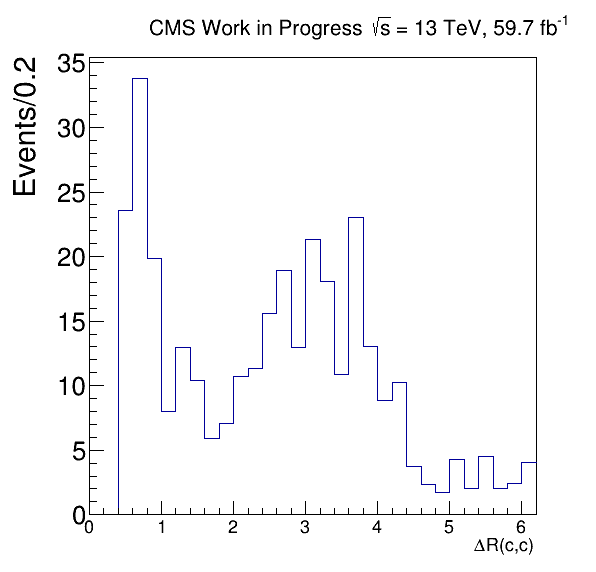 CMS Work in Progress √s = 13 TeV, 59.7 fb⁻¹
Events/0.2
35
30
25
20
15
10
5
0
0 1 2 3 4 5 6
ΔR(c,c)